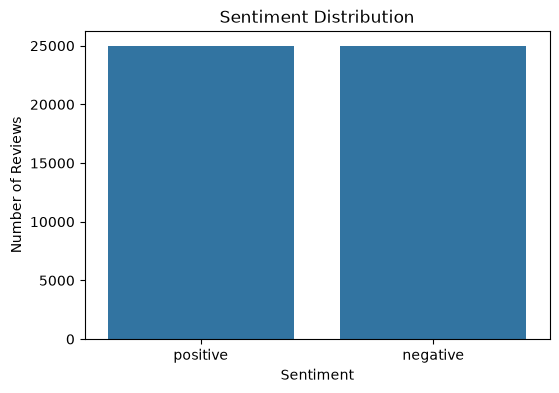 Sentiment Distribution
Number of Reviews
25000
20000
15000
10000
5000
0
positive
negative
Sentiment